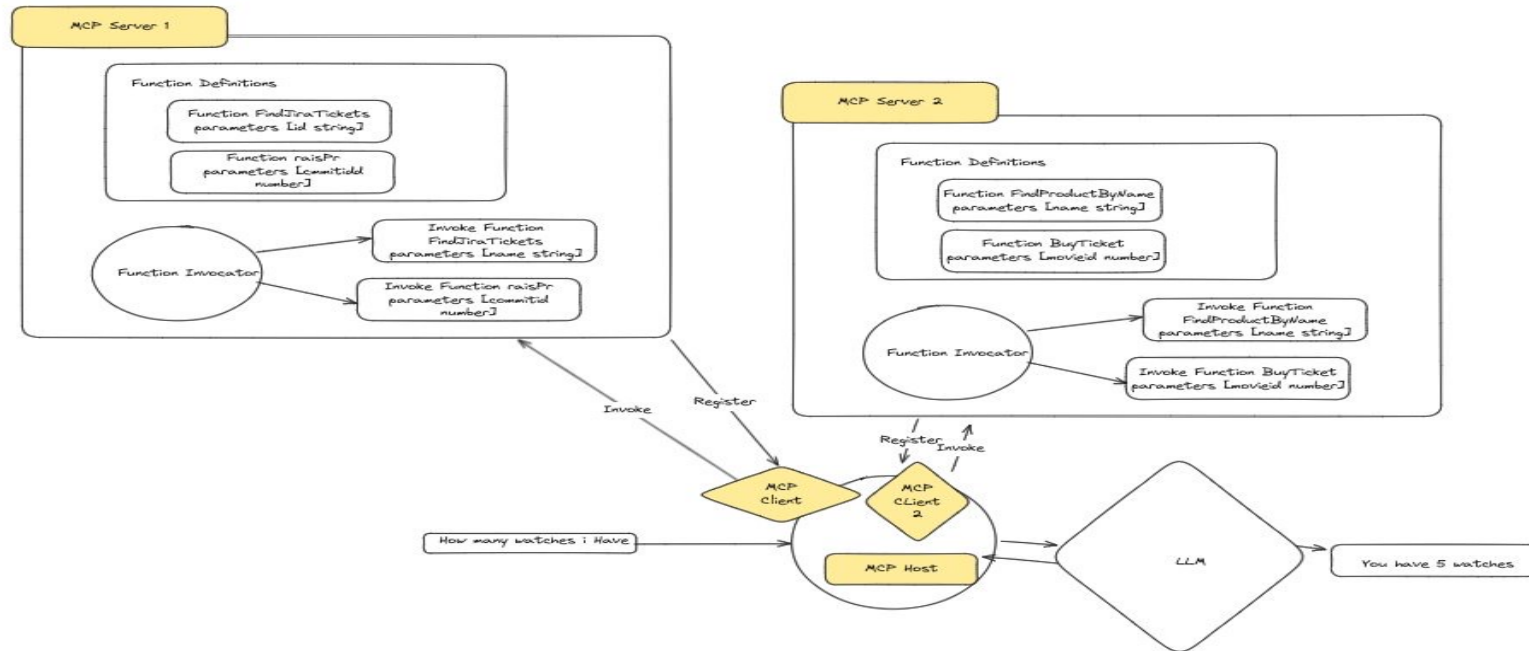 MCP Server 1
Function Definitions
Function FindJiraTickets
parameters [id string]
Function raisPr
parameters [cmmitidd
number]
Function Invocator
Invoke Function
FindJiraTickets
parameters [name string]
Invoke Function raisPr
parameters [commitid
number]
MCP Server 2
Function Definitions
Function FindProductByName
parameters [name string]
Function BuyTicket
parameters [movieid number]
Function Invocator
Invoke Function
FindProductByName
parameters [name string]
Invoke Function BuyTicket
parameters [movieid number]
Invoke
Register
Register
Invoke
MCP
Client
MCP
CLient
2
How many watches i Have
MCP Host
LLM
You have 5 watches